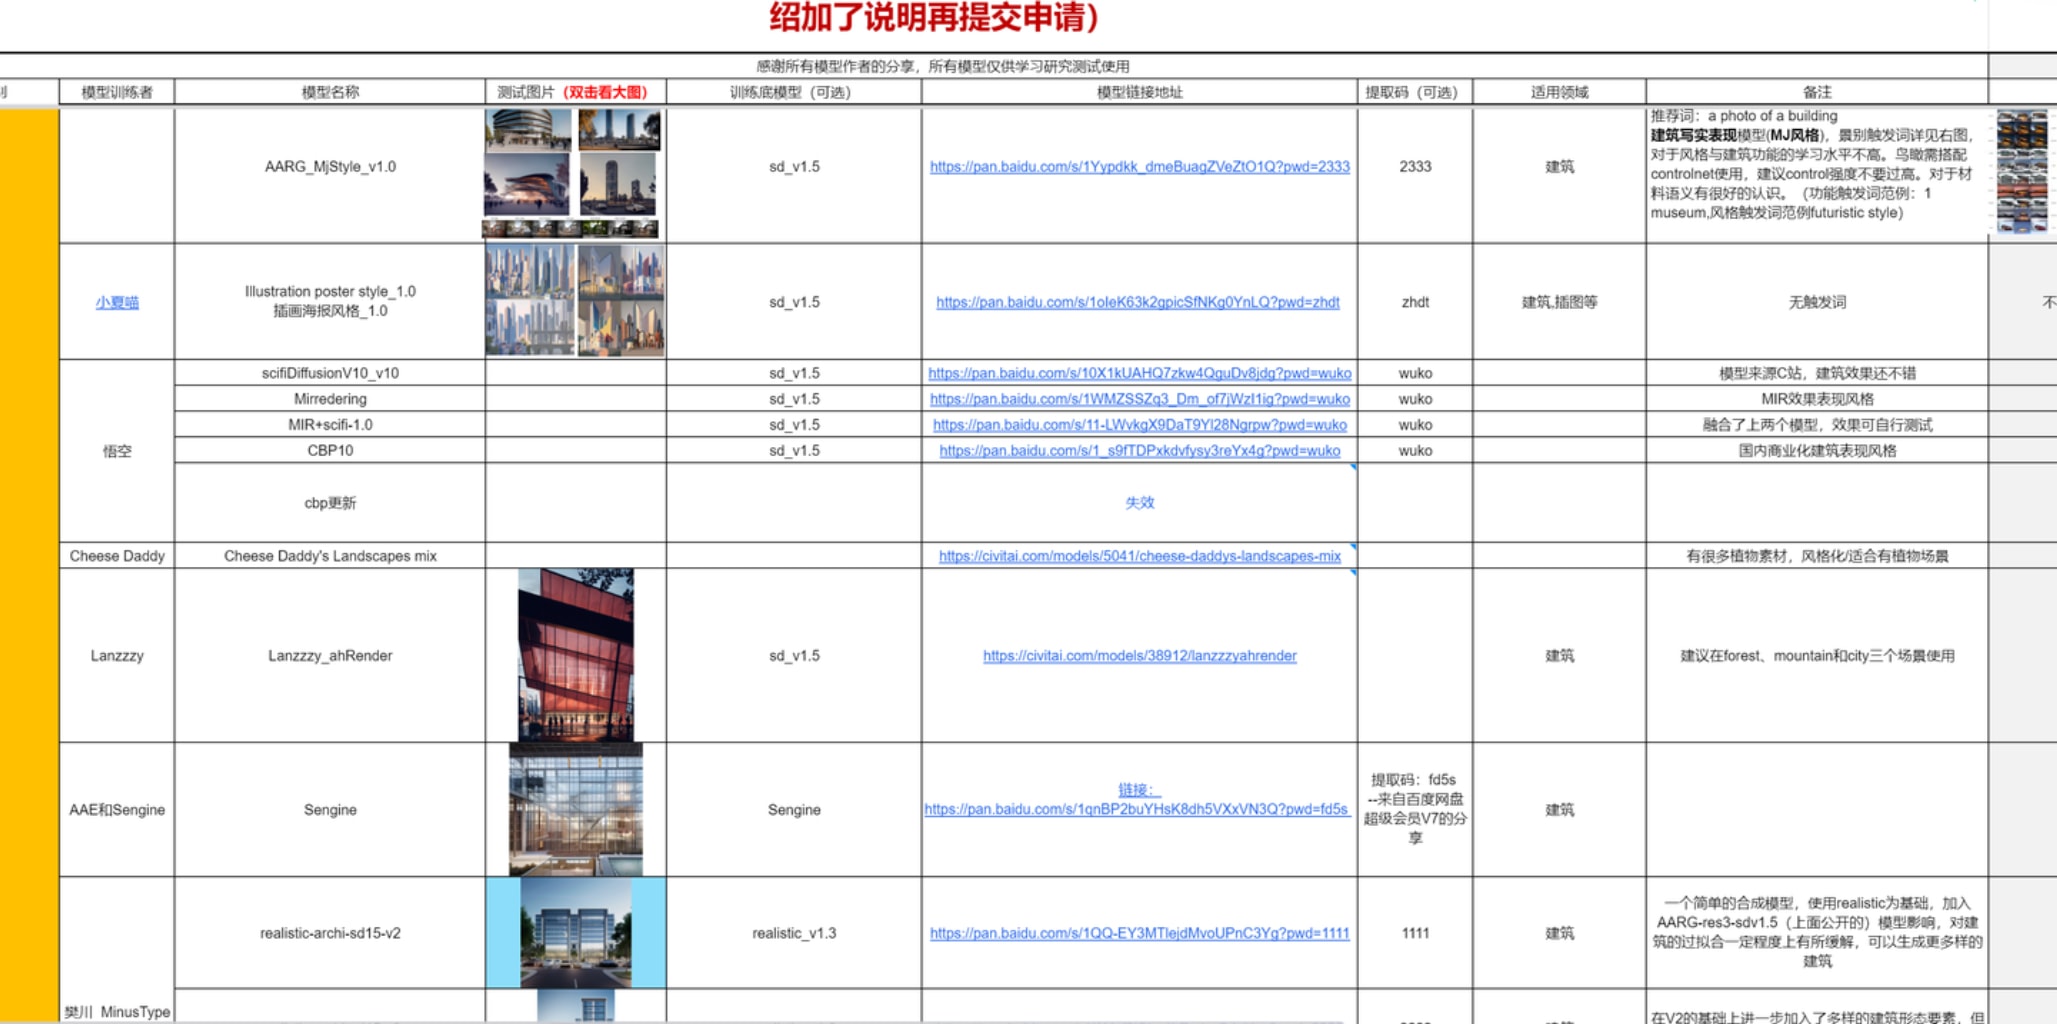 绍加了说明再提交申请）
感谢所有模型作者的分享，所有模型仅供学习研究测试使用
模型训练者 模型名称 测试图片（双击看大图） 训练底模型（可选） 模型链接地址 提取码（可选） 适用领域 备注
AARG_MjStyle_v1.0 sd_v1.5 https://pan.baidu.com/s/1Yypdkk_dmeBuagZVeZtO1Q?pwd=2333 2333 建筑
推荐词：a photo of a building
建筑写实表现模型(MJ风格)，景别触发词详见右图，
对于风格与建筑功能的学习水平不高。鸟瞰需搭配
controlnet使用，建议control强度不要过高。对于材
料语义有很好的认识。（功能触发词范例：1
museum,风格触发词范例futuristic style）
小夏喵
Illustration poster style_1.0
插画海报风格_1.0
sd_v1.5 https://pan.baidu.com/s/1oIeK63k2gpicSfNKg0YnLQ?pwd=zhdt zhdt 建筑,插图等 无触发词 不
悟空
scifiDiffusionV10_v10 sd_v1.5 https://pan.baidu.com/s/10X1kUAHQ7zkw4QguDv8jdg?pwd=wuko wuko 模型来源C站，建筑效果还不错
Mirredering sd_v1.5 https://pan.baidu.com/s/1WMZSSZq3_Dm_of7jWzI1ig?pwd=wuko wuko MIR效果表现风格
MIR+scifi-1.0 sd_v1.5 https://pan.baidu.com/s/11-LWvkgX9DaT9Yl28Ngrpw?pwd=wuko wuko 融合了上两个模型，效果可自行测试
CBP10 sd_v1.5 https://pan.baidu.com/s/1_s9fTDPxkdvfysy3reYx4g?pwd=wuko wuko 国内商业化建筑表现风格
cbp更新 失效
Cheese Daddy Cheese Daddy's Landscapes mix https://civitai.com/models/5041/cheese-daddys-landscapes-mix 有很多植物素材，风格化/适合有植物场景
Lanzzzy Lanzzzy_ahRender sd_v1.5 https://civitai.com/models/38912/lanzzzyahrender 建筑 建议在forest、mountain和city三个场景使用
AAE和Sengine Sengine Sengine
链接：
https://pan.baidu.com/s/1qnBP2buYHsK8dh5VXxVN3Q?pwd=fd5s
提取码：fd5s
--来自百度网盘
超级会员V7的分
享
建筑
realistic-archi-sd15-v2 realistic_v1.3 https://pan.baidu.com/s/1QQ-EY3MTlejdMvoUPnC3Yg?pwd=1111 1111 建筑
一个简单的合成模型，使用realistic为基础，加入
AARG-res3-sdv1.5（上面公开的）模型影响，对建
筑的过拟合一定程度上有所缓解，可以生成更多样的
建筑
樊川 MinusType
在V2的基础上进一步加入了多样的建筑形态要素，但